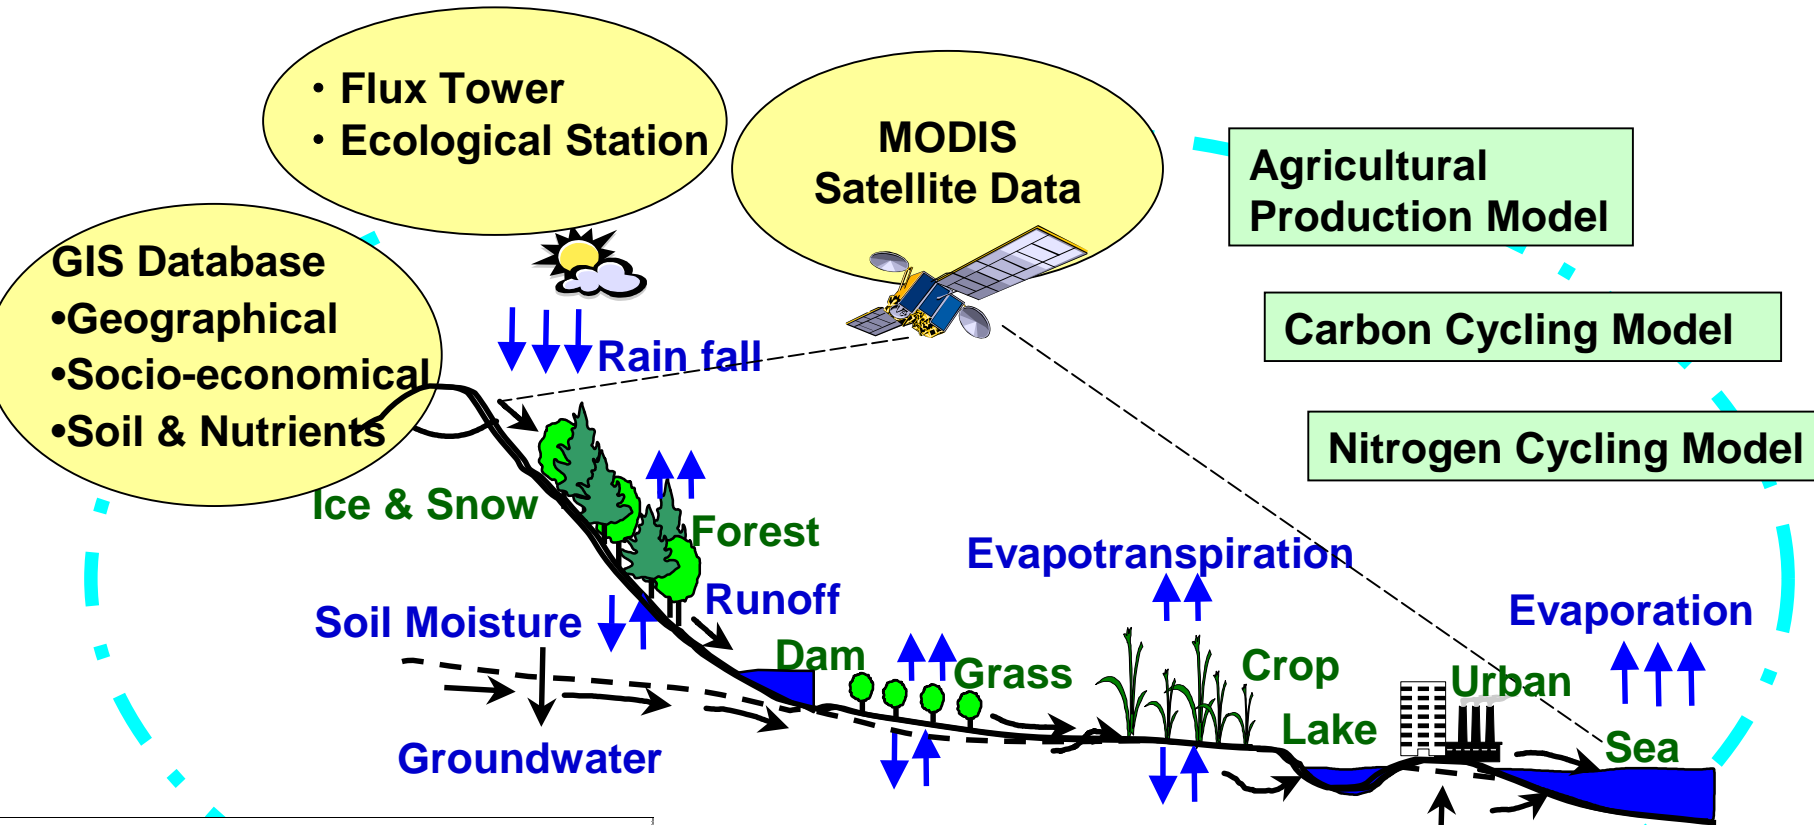 ・Flux Tower
・Ecological Station
MODIS
Satellite Data
Agricultural
Production Model
GIS Database
•Geographical
•Socio-economical
•Soil & Nutrients
Carbon Cycling Model
Rain fall
Nitrogen Cycling Model
Ice & Snow
Forest
Evapotranspiration
Runoff
Evaporation
Soil Moisture
Dam
Grass
Crop
Urban
Lake
Sea
Groundwater